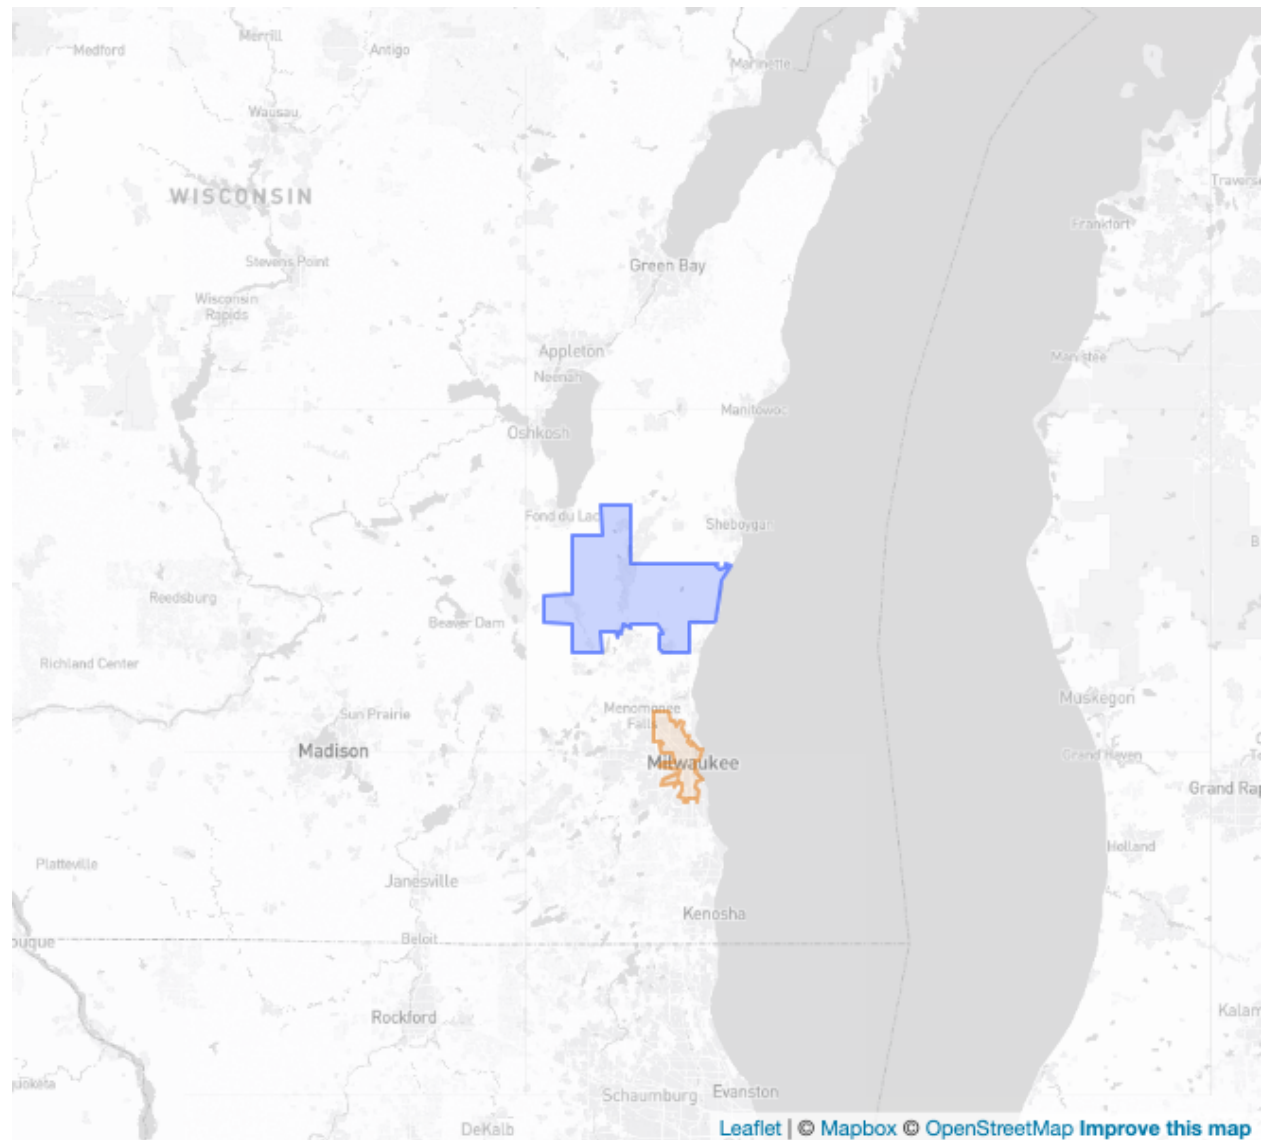 Merrill
Medford
Antigo
Marinette
Wausau
WISCONSIN
Traverse
Frankfort
Stevens Point
Green Bay
Wisconsin
Rapids
Appleton
Manistee
Neenah
Manitowoc
Oshkosh
Fond du Lac
Sheboygan
B
Reedsburg
Beaver Dam
Richland Center
Muskegon
Menomonee
Falls
Sun Prairie
Madison
Grand Haven
Milwaukee
Grand Rap
Holland
Platteville
Janesville
Kenosha
Beloit
buque
Rockford
Kalam
quoketa
Schaumburg
Evanston
DeKalb
Leaflet | © Mapbox © OpenStreetMap Improve this map